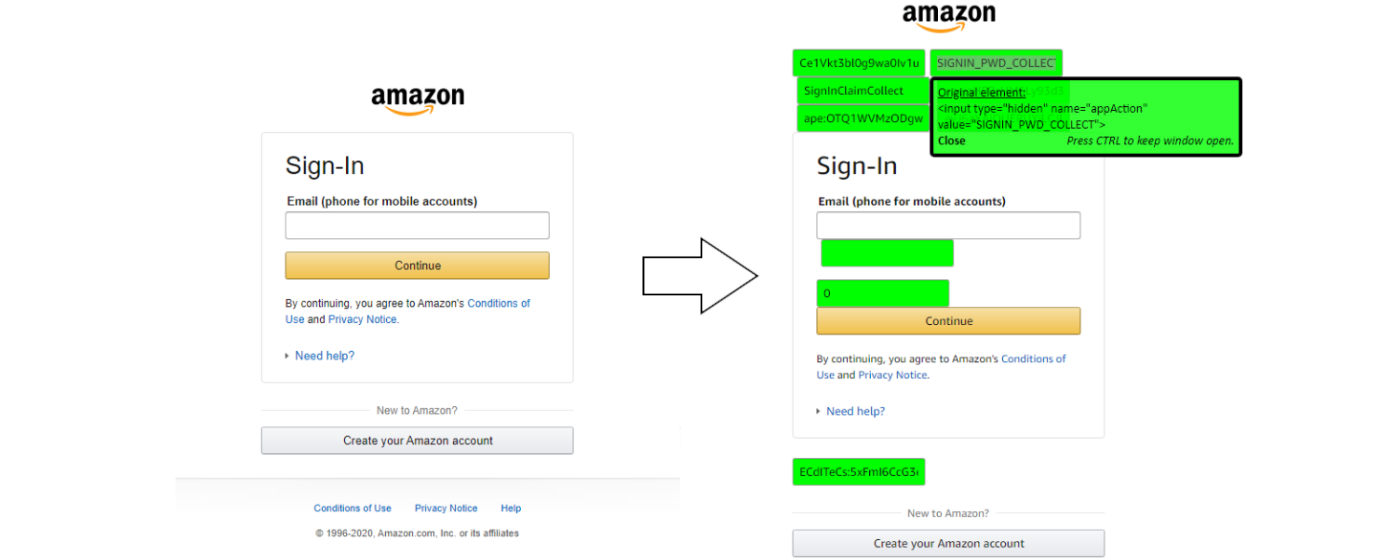 amazon
Sign-In
Email (phone for mobile accounts)
Continue
By continuing, you agree to Amazon's Conditions of
Use and Privacy Notice.
Need help?
New to Amazon?
Create your Amazon account
Conditions of Use Privacy Notice Help
© 1996-2020, Amazon.com, Inc. or its affiliates
amazon
SIGNIN_PWD_COLLECT
SignInClaimCollect
Original element:
<input type="hidden" name="appAction"
ape:OTQ1WVMzODgw
value="SIGNIN_PWD_COLLECT">
Close Press CTRL to keep window open.
Sign-In
Email (phone for mobile accounts)
0
Continue
By continuing, you agree to Amazon's Conditions of
Use and Privacy Notice.
Need help?
New to Amazon?
Create your Amazon account